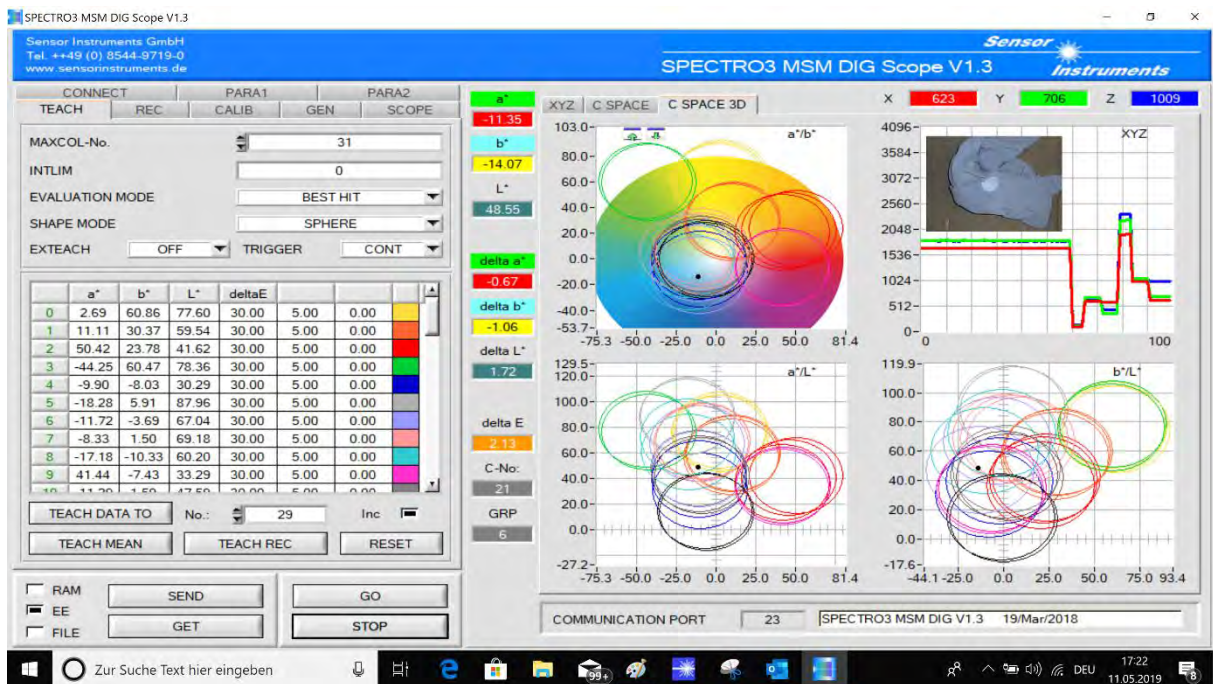 SPECTRO3 MSM DIG Scope V1.3
Sensor Instruments GmbH
Tel. ++49 (0) 8544-9719-0
www.sensorinstruments.de
SPECTRO3 MSM DIG Scope V1.3
Sensor
Instruments
CONNECT PARA1 PARA2
TEACH REC CALIB GEN SCOPE
MAXCOL-No. 31
INTLIM 0
EVALUATION MODE BEST HIT
SHAPE MODE SPHERE
EXTEACH OFF TRIGGER CONT
a* b* L* deltaE
0 2.69 60.86 77.60 30.00 5.00 0.00
1 11.11 30.37 59.54 30.00 5.00 0.00
2 50.42 23.78 41.62 30.00 5.00 0.00
3 -44.25 60.47 78.36 30.00 5.00 0.00
4 -9.90 -8.03 30.29 30.00 5.00 0.00
5 -18.28 5.91 87.96 30.00 5.00 0.00
6 -11.72 -3.69 67.04 30.00 5.00 0.00
7 -8.33 1.50 69.18 30.00 5.00 0.00
8 -17.18 -10.33 60.20 30.00 5.00 0.00
9 41.44 -7.43 33.29 30.00 5.00 0.00
TEACH DATA TO No.: 29 Inc
TEACH MEAN TEACH REC RESET
RAM
EE
FILE
SEND GO
GET STOP
a*
-11.35
b*
-14.07
L*
48.55
delta a*
-0.67
delta b*
-1.06
delta L*
1.72
delta E
2.13
C-No:
21
GRP
6
XYZ C SPACE C SPACE 3D
X 623 Y 706 Z 1009
a*/b*
103.0
80.0
60.0
40.0
20.0
0.0
-20.0
-40.0
-53.7
-75.3 -50.0 -25.0 0.0 25.0 50.0 81.4
XYZ
4096
3584
3072
2560
2048
1536
1024
512
0
0 100
a*/L*
129.5
120.0
100.0
80.0
60.0
40.0
20.0
0.0
-27.2
-75.3 -50.0 -25.0 0.0 25.0 50.0 81.4
b*/L*
119.9
100.0
80.0
60.0
40.0
20.0
0.0
-17.6
-44.1 -25.0 0.0 25.0 50.0 75.0 93.4
COMMUNICATION PORT 23 SPECTRO3 MSM DIG V1.3 19/Mar/2018
Zur Suche Text hier eingeben
99+
DEU
17:22
11.05.2019
8